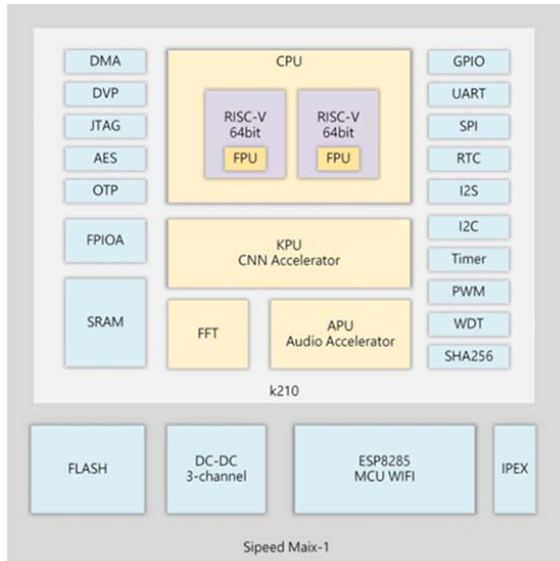 DMA
DVP
JTAG
AES
OTP
FPIOA
SRAM
CPU
RISC-V
64bit
FPU
RISC-V
64bit
FPU
KPU
CNN Accelerator
FFT
APU
Audio Accelerator
GPIO
UART
SPI
RTC
I2S
I2C
Timer
PWM
WDT
SHA256
k210
FLASH
DC-DC
3-channel
ESP8285
MCU WIFI
IPEX
Sipeed Maix-1